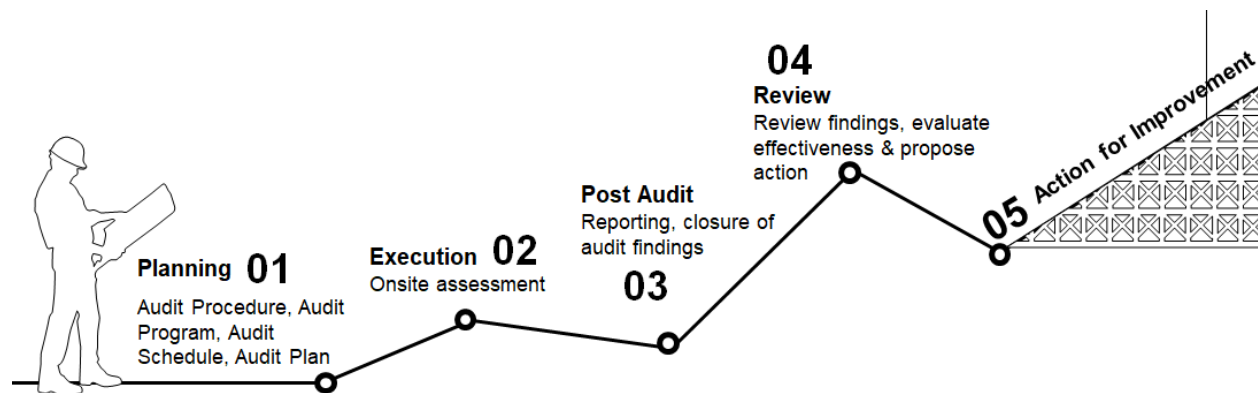 Planning 01
Audit Procedure, Audit
Program, Audit
Schedule, Audit Plan
Execution 02
Onsite assessment
Post Audit
Reporting, closure of
audit findings
03
04
Review
Review findings, evaluate
effectiveness & propose
action
05 Action for Improvement